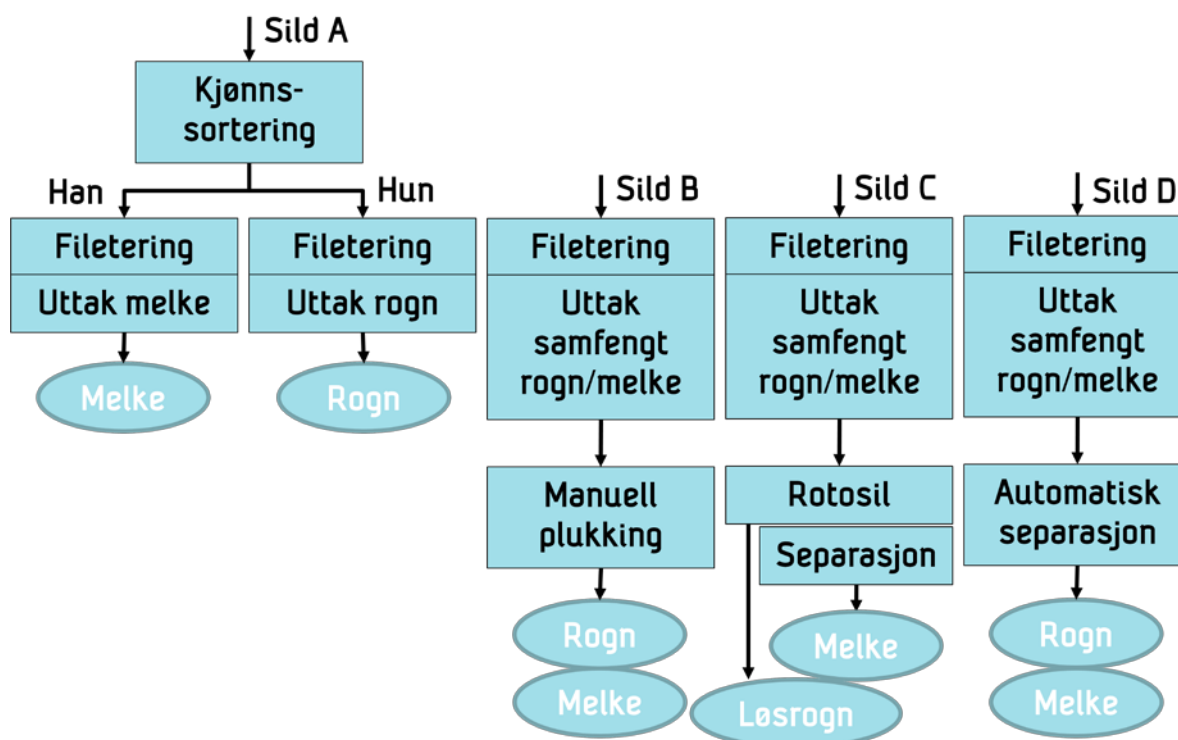 Sild A
Kjønns-
sortering
Han
Hun
Filetering
Uttak melke
Melke
Filetering
Uttak rogn
Rogn
Sild B
Filetering
Uttak
samfengt
rogn/melke
Manuell
plukking
Rogn
Melke
Sild C
Filetering
Uttak
samfengt
rogn/melke
Rotosil
Separasjon
Melke
Løsrogn
Sild D
Filetering
Uttak
samfengt
rogn/melke
Automatisk
separasjon
Rogn
Melke